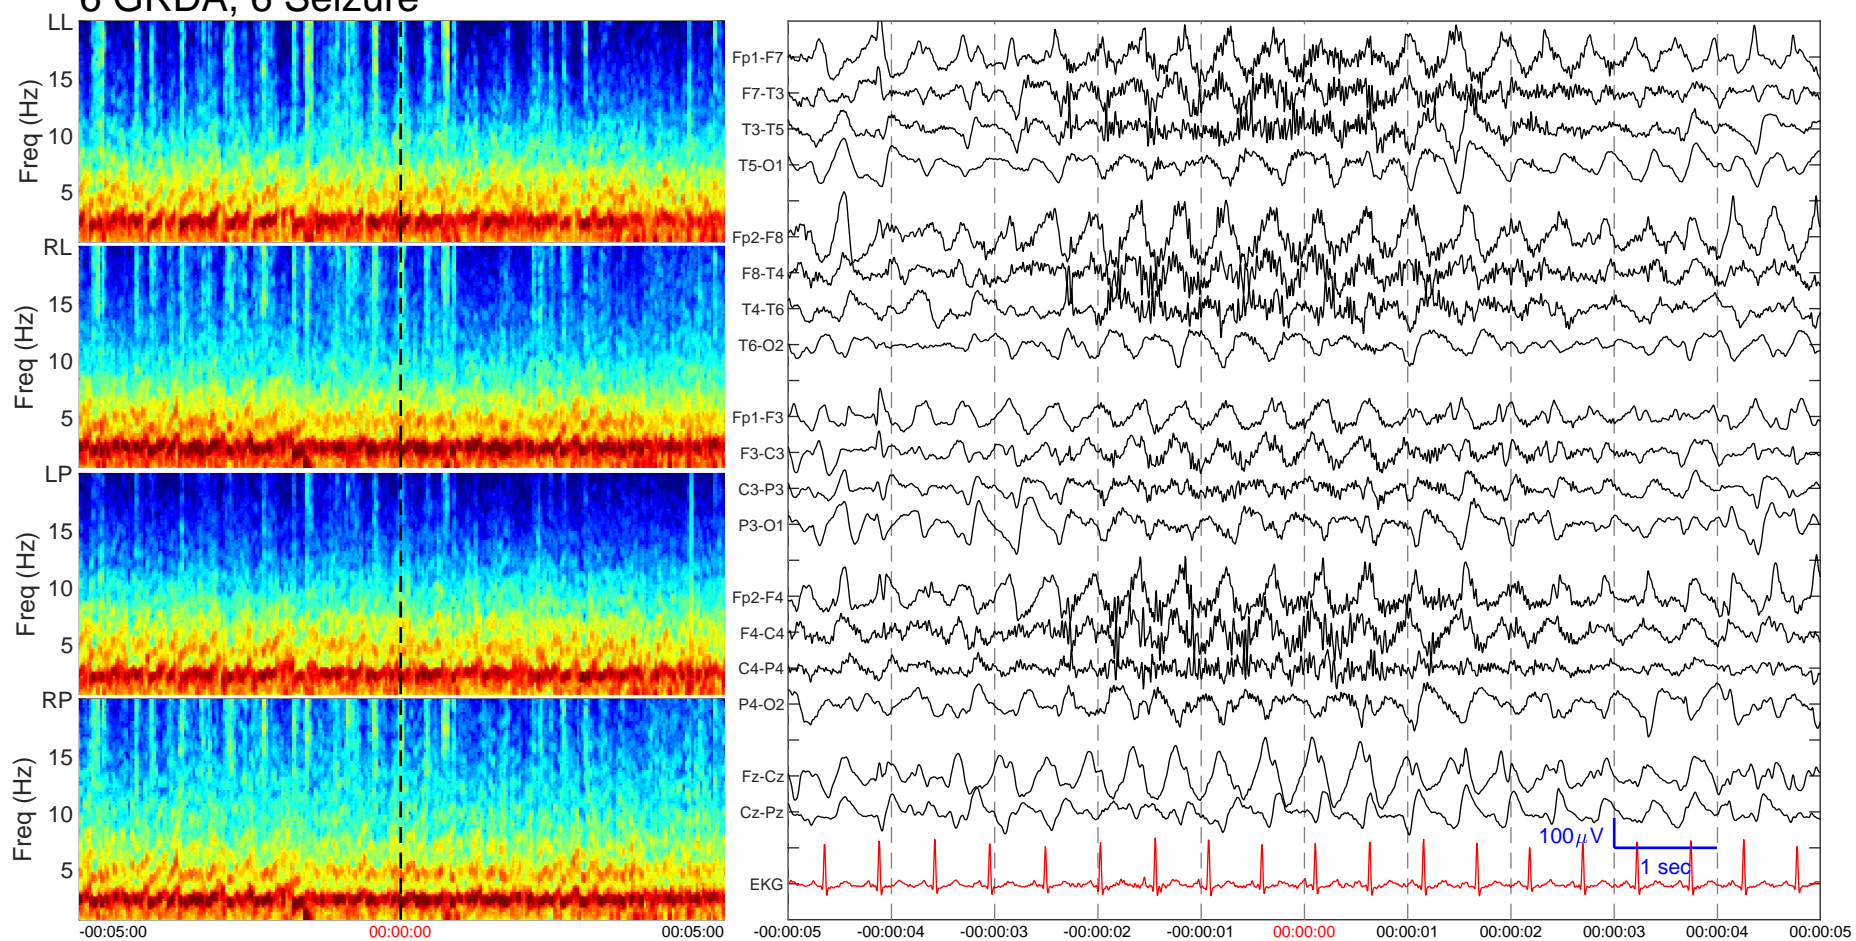 6 GRDA, 6 Seizure
LL
Freq (Hz)
15
10
5
RL
Freq (Hz)
15
10
5
LP
Freq (Hz)
15
10
5
RP
Freq (Hz)
15
10
5
-00:05:00
00:00:00
00:05:00
Fp1-F7
F7-T3
T3-T5
T5-O1
Fp2-F8
F8-T4
T4-T6
T6-O2
Fp1-F3
F3-C3
C3-P3
P3-O1
Fp2-F4
F4-C4
C4-P4
P4-O2
Fz-Cz
Cz-Pz
EKG
100μV
1 sec
-00:00:05
-00:00:04
-00:00:03
-00:00:02
-00:00:01
00:00:00
00:00:01
00:00:02
00:00:03
00:00:04
00:00:05